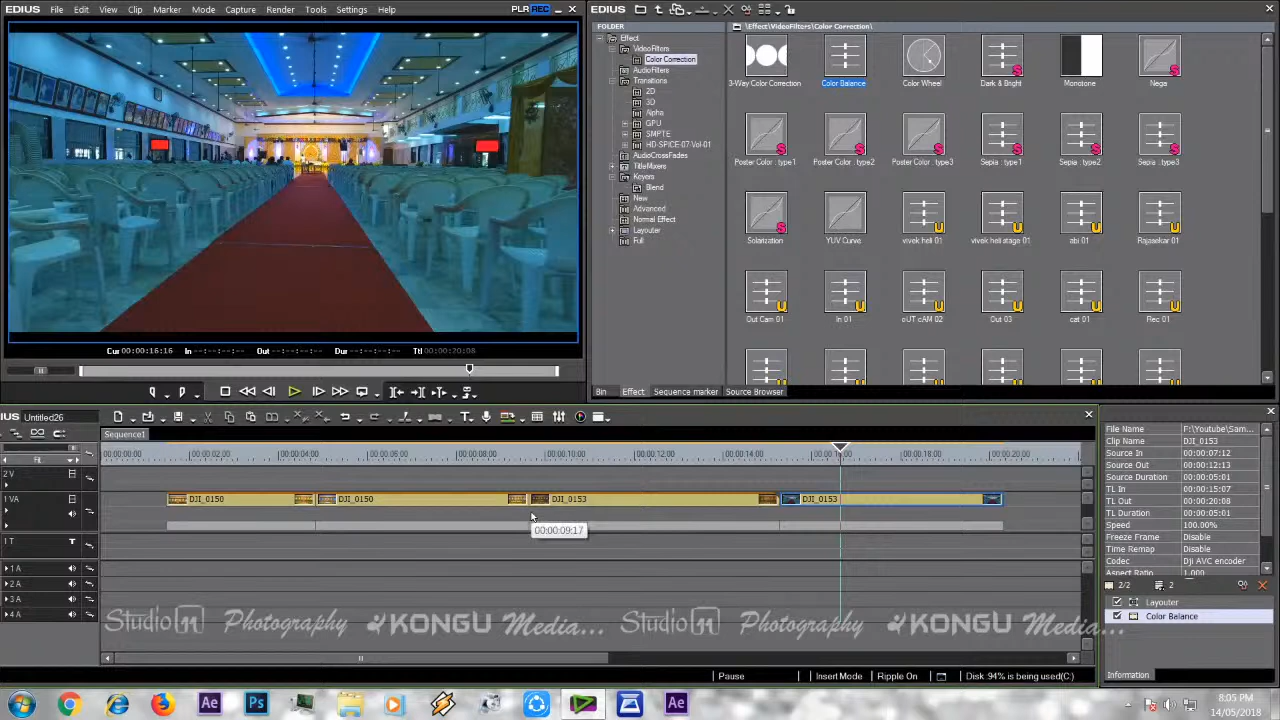 EDIUS File Edit View Clip Marker Mode Capture Render Tools Settings Help PLR REC
EDIUS \Effect\VideoFilters\Color Correction\
FOLDER
Effect
VideoFilters
Color Correction
AudioFilters
Transitions
2D
3D
Alpha
GPU
SMPTE
HD-SPICE-07-Vol-01
AudioCrossFades
TitleMixers
Keyers
Blend
New
Advanced
Normal Effect
Layouter
Full
3-Way Color Correction Color Balance Color Wheel Dark & Bright Monotone Nega
Poster Color : type1 Poster Color : type2 Poster Color : type3 Sepia : type1 Sepia : type2 Sepia : type3
Solarization YUV Curve vivek heli 01 vivek heli stage 01 abi 01 Rajasekar 01
Out Cam 01 In 01 oUT cAM 02 Out 03 cat 01 Rec 01
Cur 00:00:16:16 In --:--:--:-- Out --:--:--:-- Dur --:--:--:-- Ttl 00:00:20:08
Bin Effect Sequence marker Source Browser
IUS Untitled26
Sequence1
Fit
00:00:00:00 00:00:02:00 00:00:04:00 00:00:06:00 00:00:08:00 00:00:10:00 00:00:12:00 00:00:14:00 00:00:18:00 00:00:20:00
2 V
1 VA DJI_0150 DJI_0150 DJI_0153 DJI_0153
00:00:09:17
1 T T
1 A
2 A
3 A
4 A
Studio 11 Photography KONGU Media... Studio 11 Photography KONGU Media...
File Name F:\Youtube\Sam...
Clip Name DJI_0153
Source In 00:00:07:12
Source Out 00:00:12:13
Source Duration 00:00:05:01
TL In 00:00:15:07
TL Out 00:00:20:08
TL Duration 00:00:05:01
Speed 100.00%
Freeze Frame Disable
Time Remap Disable
Codec Dji AVC encoder
Aspect Ratio 1.000
2/2 2
Layouter
Color Balance
Information
Pause Insert Mode Ripple On Disk 94% is being used(C:)
Ae Ps Ae
8:05 PM
14/05/2018